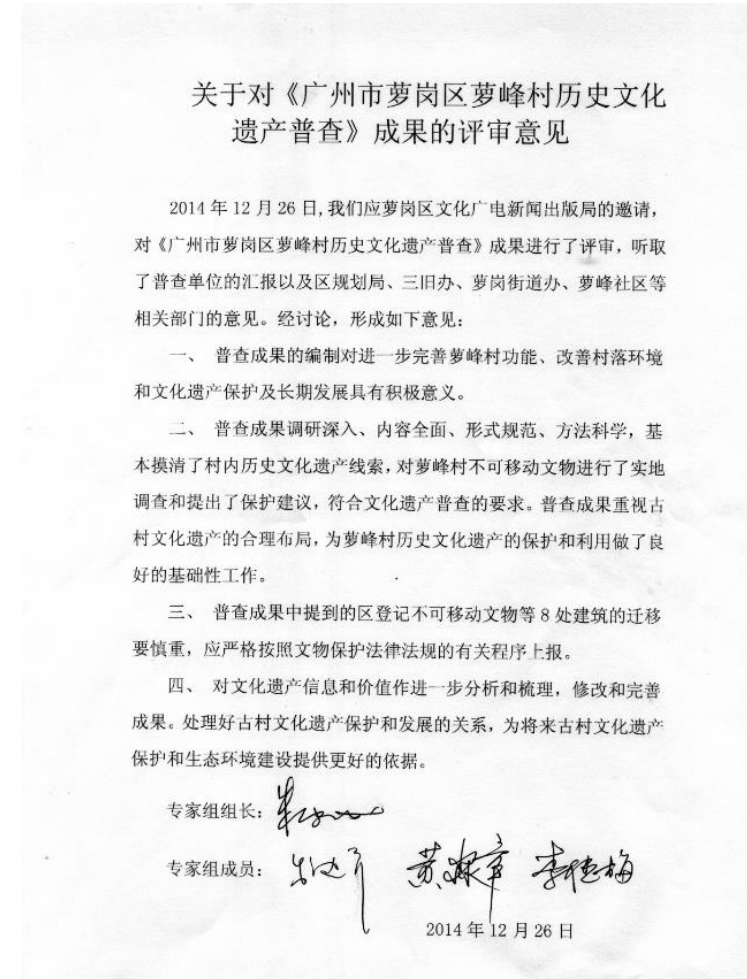 关于对《广州市萝岗区萝峰村历史文化
遗产普查》成果的评审意见
2014年12月26日,我们应萝岗区文化广电新闻出版局的邀请,
对《广州市萝岗区萝峰村历史文化遗产普查》成果进行了评审，听取
了普查单位的汇报以及区规划局、三旧办、萝岗街道办、萝峰社区等
相关部门的意见。经讨论，形成如下意见：
一、 普查成果的编制对进一步完善萝峰村功能、改善村落环境
和文化遗产保护及长期发展具有积极意义。
二、 普查成果调研深入、内容全面、形式规范、方法科学，基
本摸清了村内历史文化遗产线索，对萝峰村不可移动文物进行了实地
调查和提出了保护建议，符合文化遗产普查的要求。普查成果重视古
村文化遗产的合理布局，为萝峰村历史文化遗产的保护和利用做了良
好的基础性工作。
三、 普查成果中提到的区登记不可移动文物等8处建筑的迁移
要慎重，应严格按照文物保护法律法规的有关程序上报。
四、 对文化遗产信息和价值作进一步分析和梳理，修改和完善
成果。处理好古村文化遗产保护和发展的关系，为将来古村文化遗产
保护和生态环境建设提供更好的依据。
专家组组长：
专家组成员：
2014年12月26日